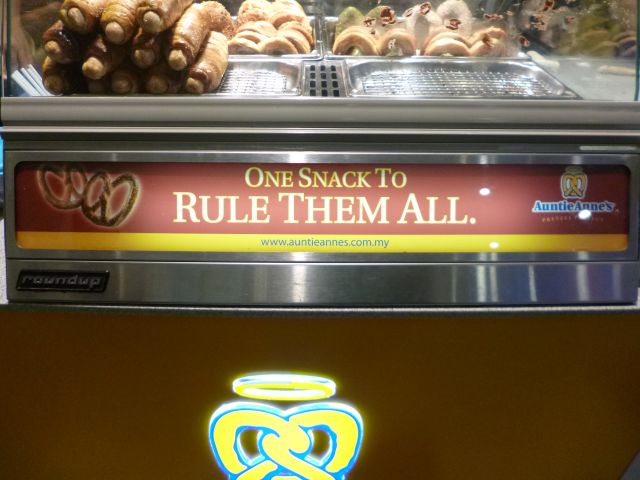 ONE SNACK TO
RULE THEM ALL.
www.auntieannes.com.my
AuntieAnne's
roundup